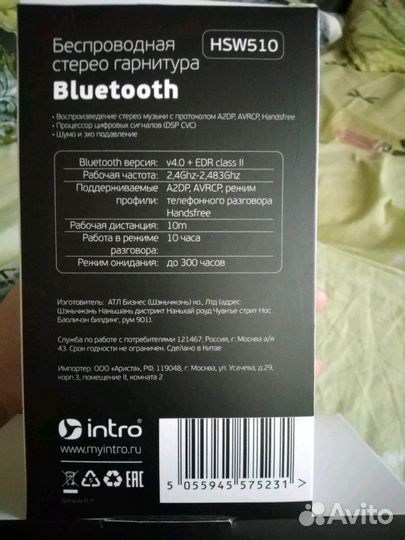 Беспроводная
стерео гарнитура
Bluetooth
HSW510
• Воспроизведение стерео музыки с протоколом A2DP, AVRCP, Handsfree
• Процессор цифровых сигналов (DSP CVC)
• Шумо и эхо подавление
Bluetooth версия: v4.0 + EDR class II
Рабочая частота: 2,4Ghz-2,483Ghz
Поддерживаемые A2DP, AVRCP, режим
профили: телефонного разговора
Handsfree
Рабочая дистанция: 10m
Работа в режиме 10 часа
разговора:
Режим ожидания: до 300 часов
Изготовитель: АТЛ Бизнес (Шэньчжэнь) ко., Лтд (адрес:
Шэньчжэнь Наньшань дистрикт Наньхай роуд Чуангье стрит Нос
Баоличэн билдинг, рум 901).
Служба по работе с потребителями 121467, Россия, г. Москва а/я
43. Срок годности не ограничен. Сделано в Китае
Импортер: ООО «Ариста», РФ, 119048, г. Москва, ул. Усачева, д.29,
корп.3, помещение II, комната 2
intro
www.myintro.ru
EAC
5 055945 575231 >
Avito